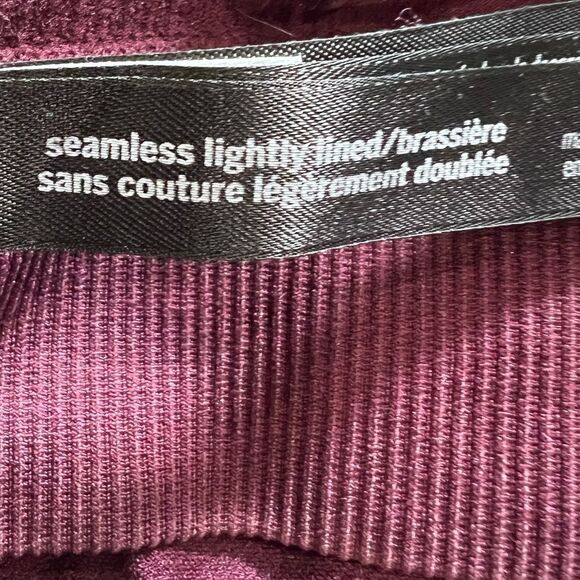 seamless lightly lined/brassière
sans couture légèrement doublée